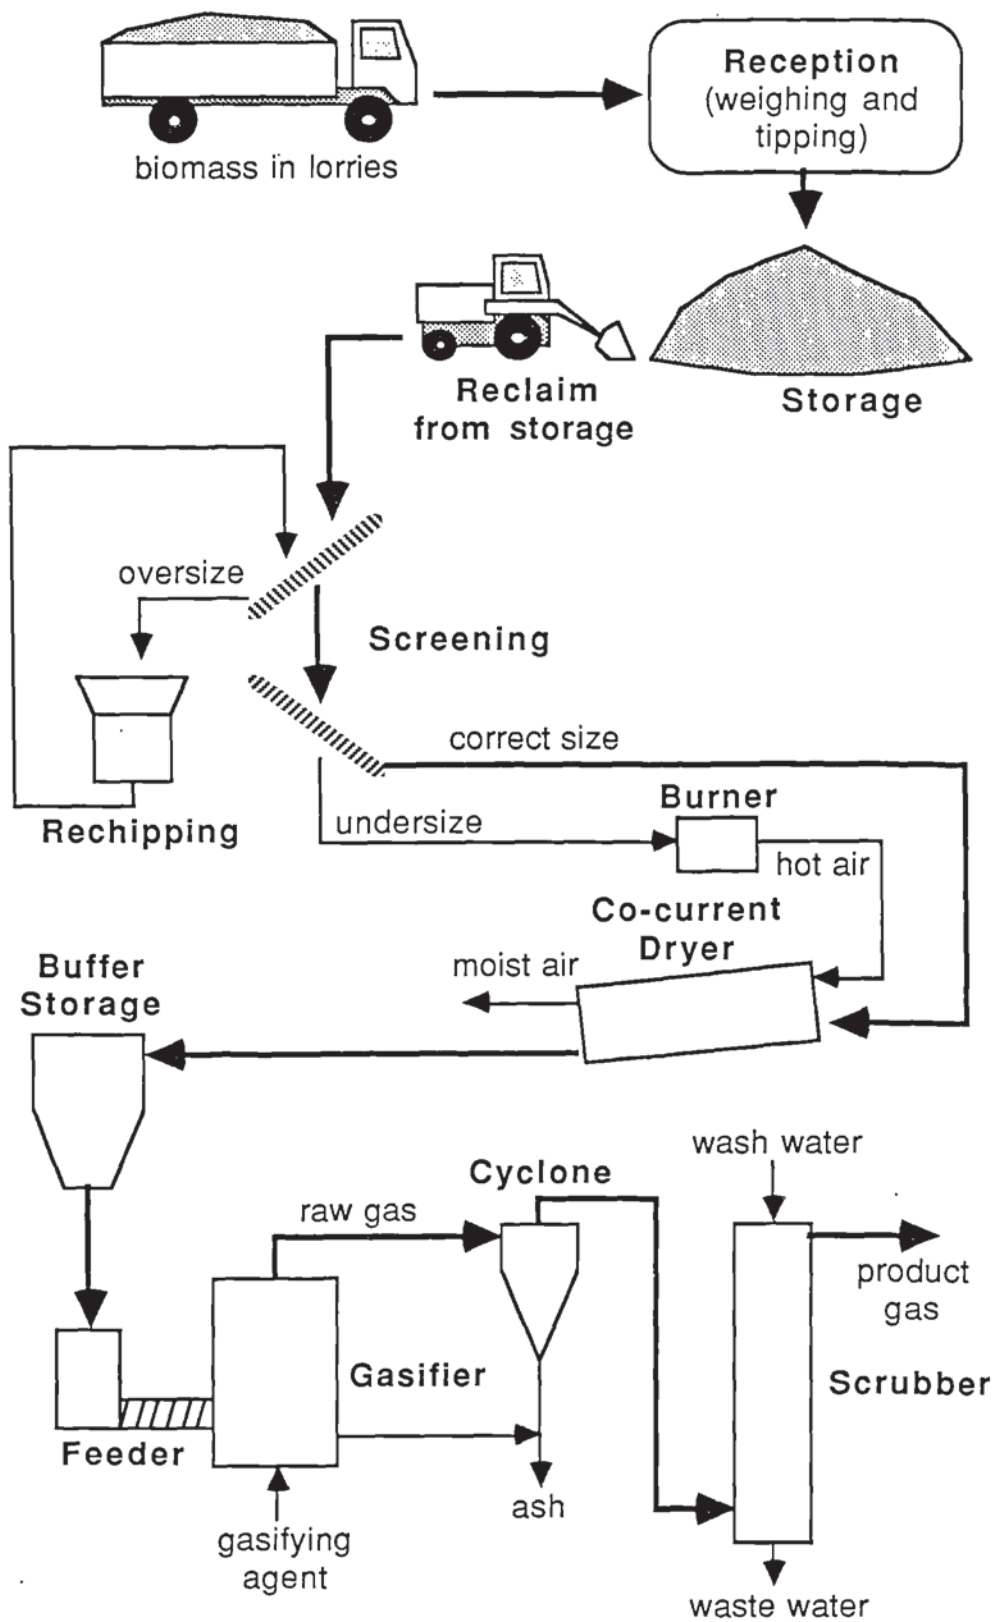 Reception
(weighing and
tipping)
biomass in lorries
Reclaim
from storage
Storage
oversize
Screening
correct size
Burner
Rechipping
undersize
hot air
Co-current
Dryer
moist air
Buffer
Storage
wash water
Cyclone
raw gas
product
gas
Gasifier
Scrubber
Feeder
ash
gasifying
agent
waste water